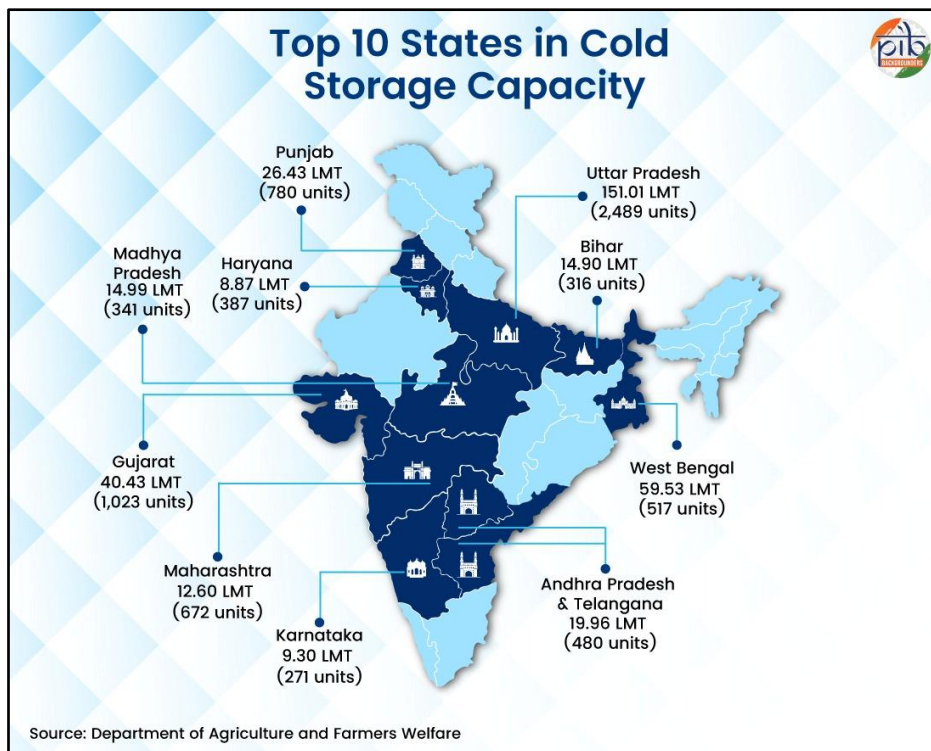 Top 10 States in Cold
Storage Capacity
pib
BACKGROUNDERS
Punjab
26.43 LMT
(780 units)
Uttar Pradesh
151.01 LMT
(2,489 units)
Madhya
Pradesh
14.99 LMT
(341 units)
Haryana
8.87 LMT
(387 units)
Bihar
14.90 LMT
(316 units)
Gujarat
40.43 LMT
(1,023 units)
West Bengal
59.53 LMT
(517 units)
Maharashtra
12.60 LMT
(672 units)
Andhra Pradesh
& Telangana
19.96 LMT
(480 units)
Karnataka
9.30 LMT
(271 units)
Source: Department of Agriculture and Farmers Welfare